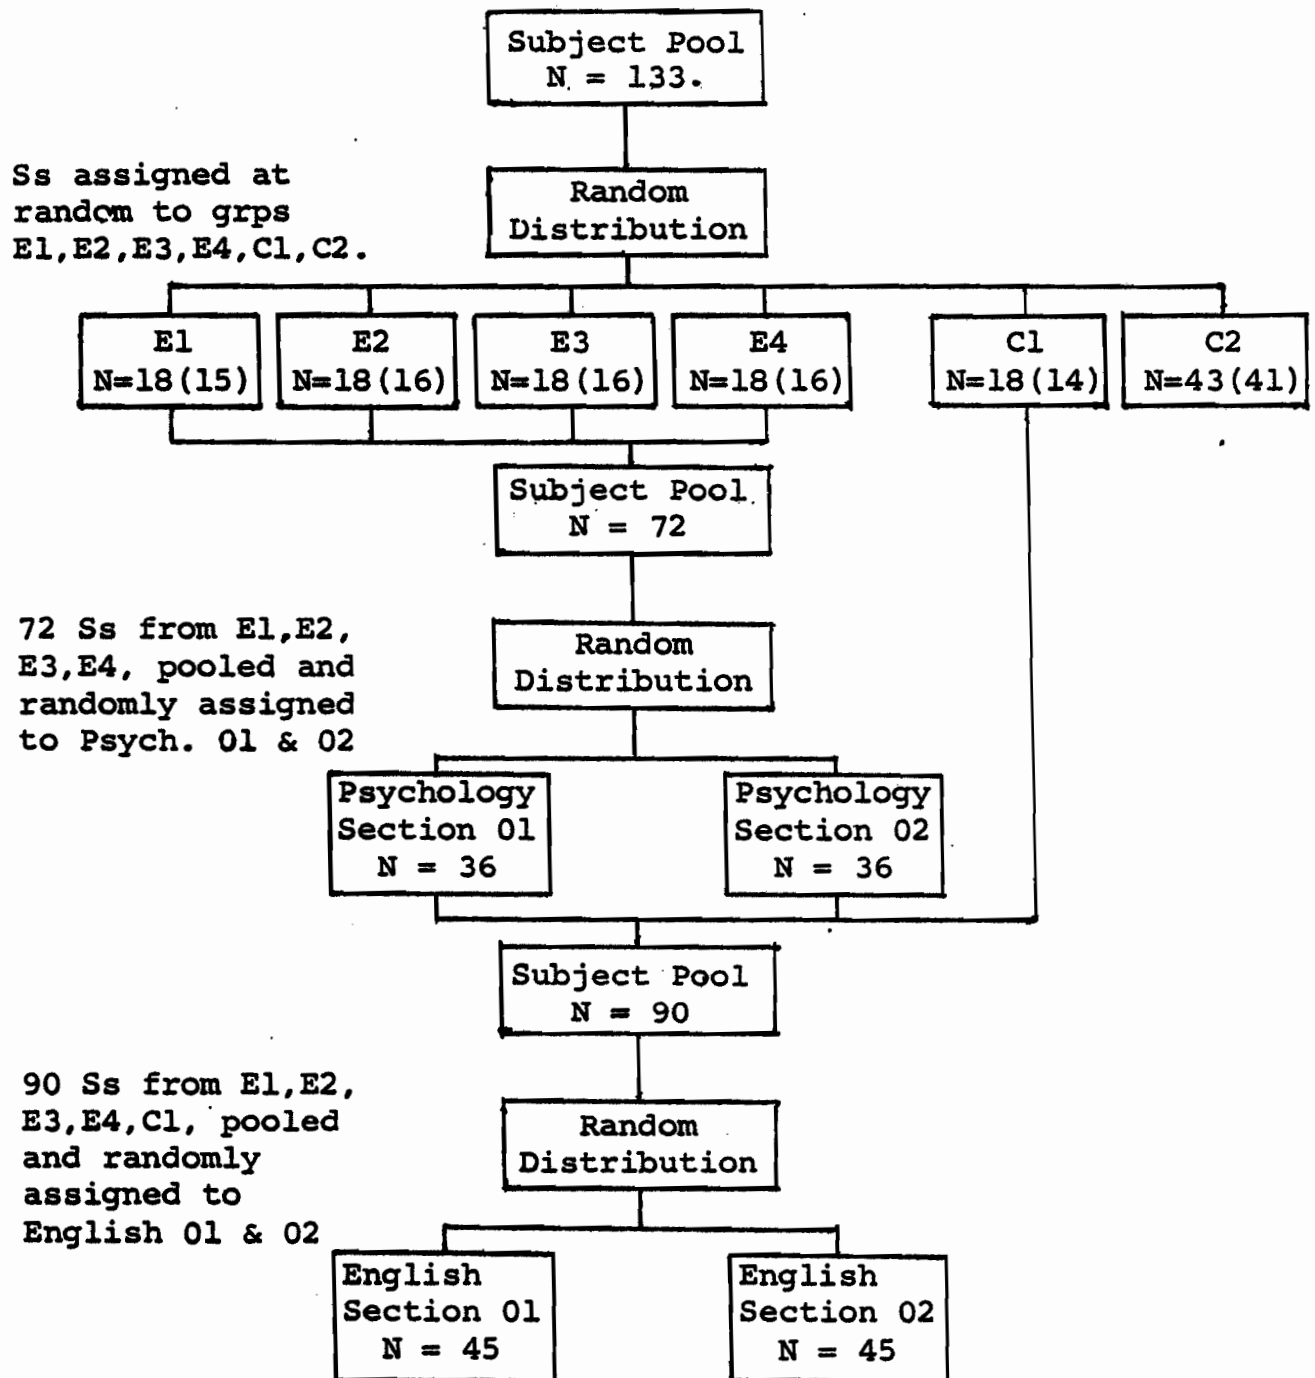 Subject Pool
N = 133.
Ss assigned at
random to grps
E1,E2,E3,E4,C1,C2.
Random
Distribution
E1
N=18(15)
E2
N=18(16)
E3
N=18(16)
E4
N=18(16)
C1
N=18(14)
C2
N=43(41)
Subject Pool
N = 72
72 Ss from E1,E2,
E3,E4, pooled and
randomly assigned
to Psych. 01 & 02
Random
Distribution
Psychology
Section 01
N = 36
Psychology
Section 02
N = 36
Subject Pool
N = 90
90 Ss from E1,E2,
E3,E4,C1, pooled
and randomly
assigned to
English 01 & 02
Random
Distribution
English
Section 01
N = 45
English
Section 02
N = 45